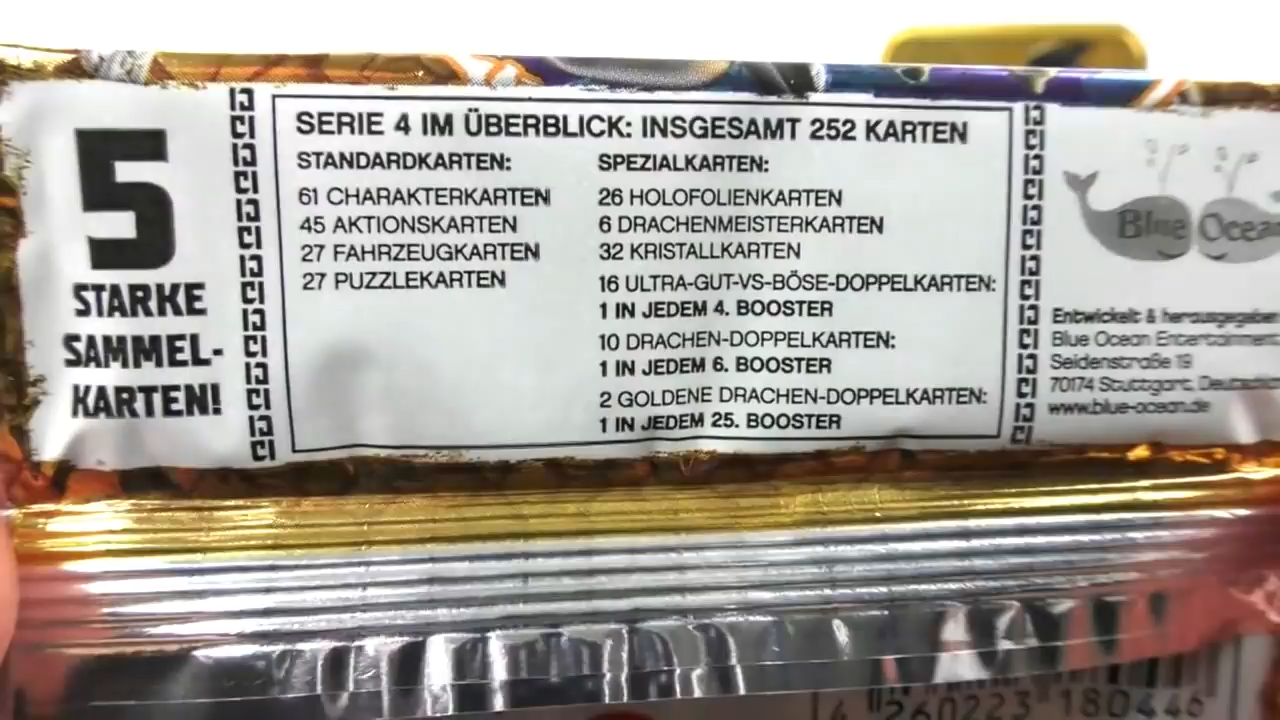 5
STARKE
SAMMEL-
KARTEN!
SERIE 4 IM ÜBERBLICK: INSGESAMT 252 KARTEN
STANDARDKARTEN:
61 CHARAKTERKARTEN
45 AKTIONSKARTEN
27 FAHRZEUGKARTEN
27 PUZZLEKARTEN
SPEZIALKARTEN:
26 HOLOFOLIENKARTEN
6 DRACHENMEISTERKARTEN
32 KRISTALLKARTEN
16 ULTRA-GUT-VS-BÖSE-DOPPELKARTEN:
1 IN JEDEM 4. BOOSTER
10 DRACHEN-DOPPELKARTEN:
1 IN JEDEM 6. BOOSTER
2 GOLDENE DRACHEN-DOPPELKARTEN:
1 IN JEDEM 25. BOOSTER
Blue Ocean
Entwickelt & herausgegeben
Blue Ocean Entertainment
Seidenstraße 19
70174 Stuttgart, Deutschl
www.blue-ocean.de
4 260223 180446